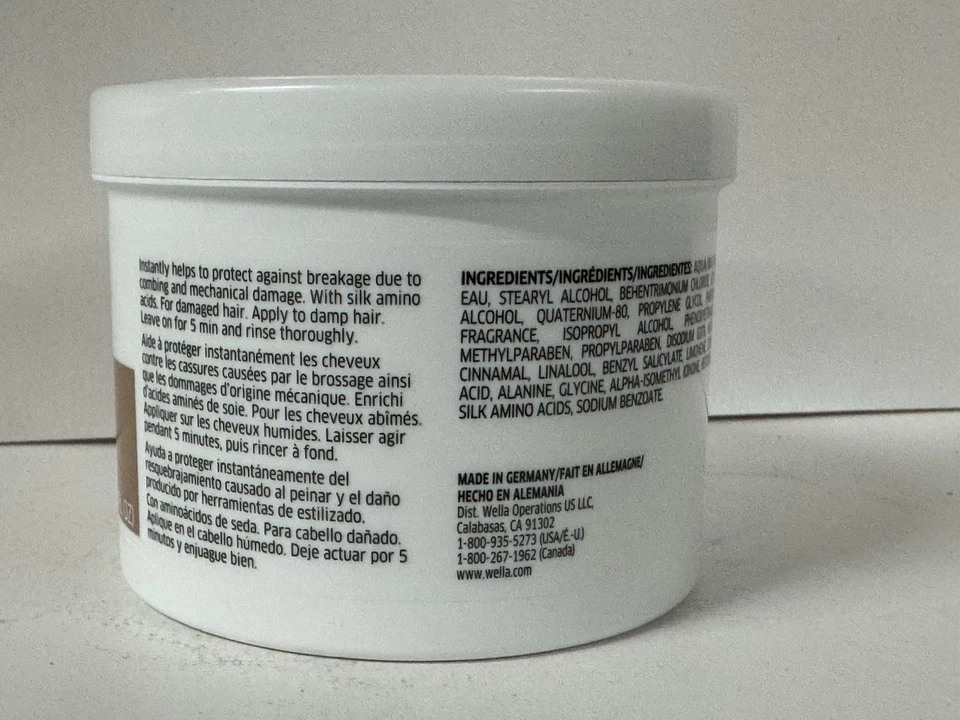 Instantly helps to protect against breakage due to
combing and mechanical damage. With silk amino
acids. For damaged hair. Apply to damp hair.
Leave on for 5 min and rinse thoroughly.
Aide à protéger instantanément les cheveux
contre les cassures causées par le brossage ainsi
que les dommages d'origine mécanique. Enrichi
d'acides aminés de soie. Pour les cheveux abîmés.
Appliquer sur les cheveux humides. Laisser agir
pendant 5 minutes, puis rincer à fond.
Ayuda a proteger instantáneamente del
resquebrajamiento causado al peinar y el daño
producido por herramientas de estilizado.
Con aminoácidos de seda. Para cabello dañado.
Aplique en el cabello húmedo. Deje actuar por 5
minutos y enjuague bien.
OZ
INGREDIENTS/INGRÉDIENTS/INGREDIENTES: AQUA
EAU, STEARYL ALCOHOL, BEHENTRIMONIUM CHLORIDE,
ALCOHOL, QUATERNIUM-80, PROPYLENE GLYCOL,
FRAGRANCE, ISOPROPYL ALCOHOL,
METHYLPARABEN, PROPYLPARABEN, DISODIUM EDTA,
CINNAMAL, LINALOOL, BENZYL SALICYLATE,
ACID, ALANINE, GLYCINE, ALPHA-ISOMETHYL IONONE,
SILK AMINO ACIDS, SODIUM BENZOATE
MADE IN GERMANY/FAIT EN ALLEMAGNE/
HECHO EN ALEMANIA
Dist. Wella Operations US LLC,
Calabasas, CA 91302
1-800-935-5273 (USA/É.-U.)
1-800-267-1962 (Canada)
www.wella.com